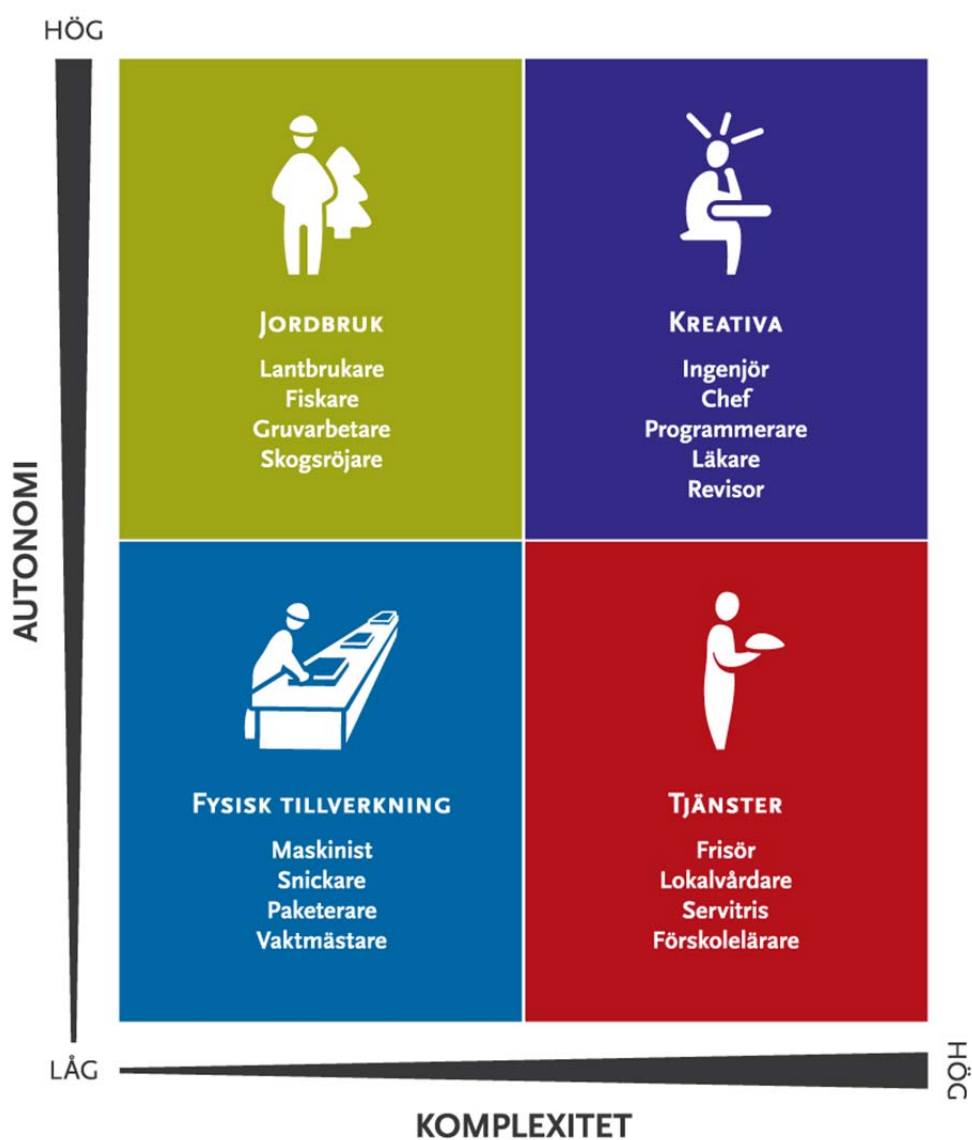 HÖG
AUTONOMI
JORDBRUK
Lantbrukare
Fiskare
Gruvarbetare
Skogsröjare
KREATIVA
Ingenjör
Chef
Programmerare
Läkare
Revisor
FYSISK TILLVERKNING
Maskinist
Snickare
Paketerare
Vaktmästare
TJÄNSTER
Frisör
Lokalvårdare
Servitris
Förskolelärare
LÅG
HÖG
KOMPLEXITET